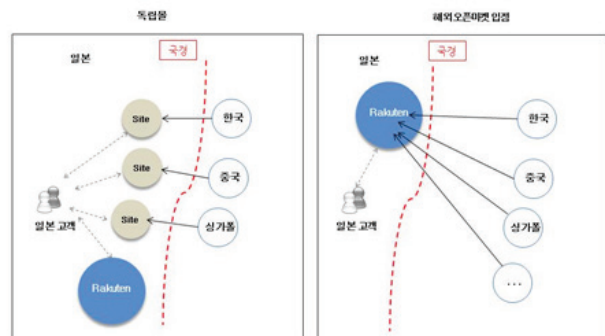 독립몰
일본
국경
Site
한국
Site
중국
Site
싱가폴
일본 고객
Rakuten
해외 오픈마켓 입점
일본
국경
Rakuten
한국
중국
일본 고객
싱가폴
...